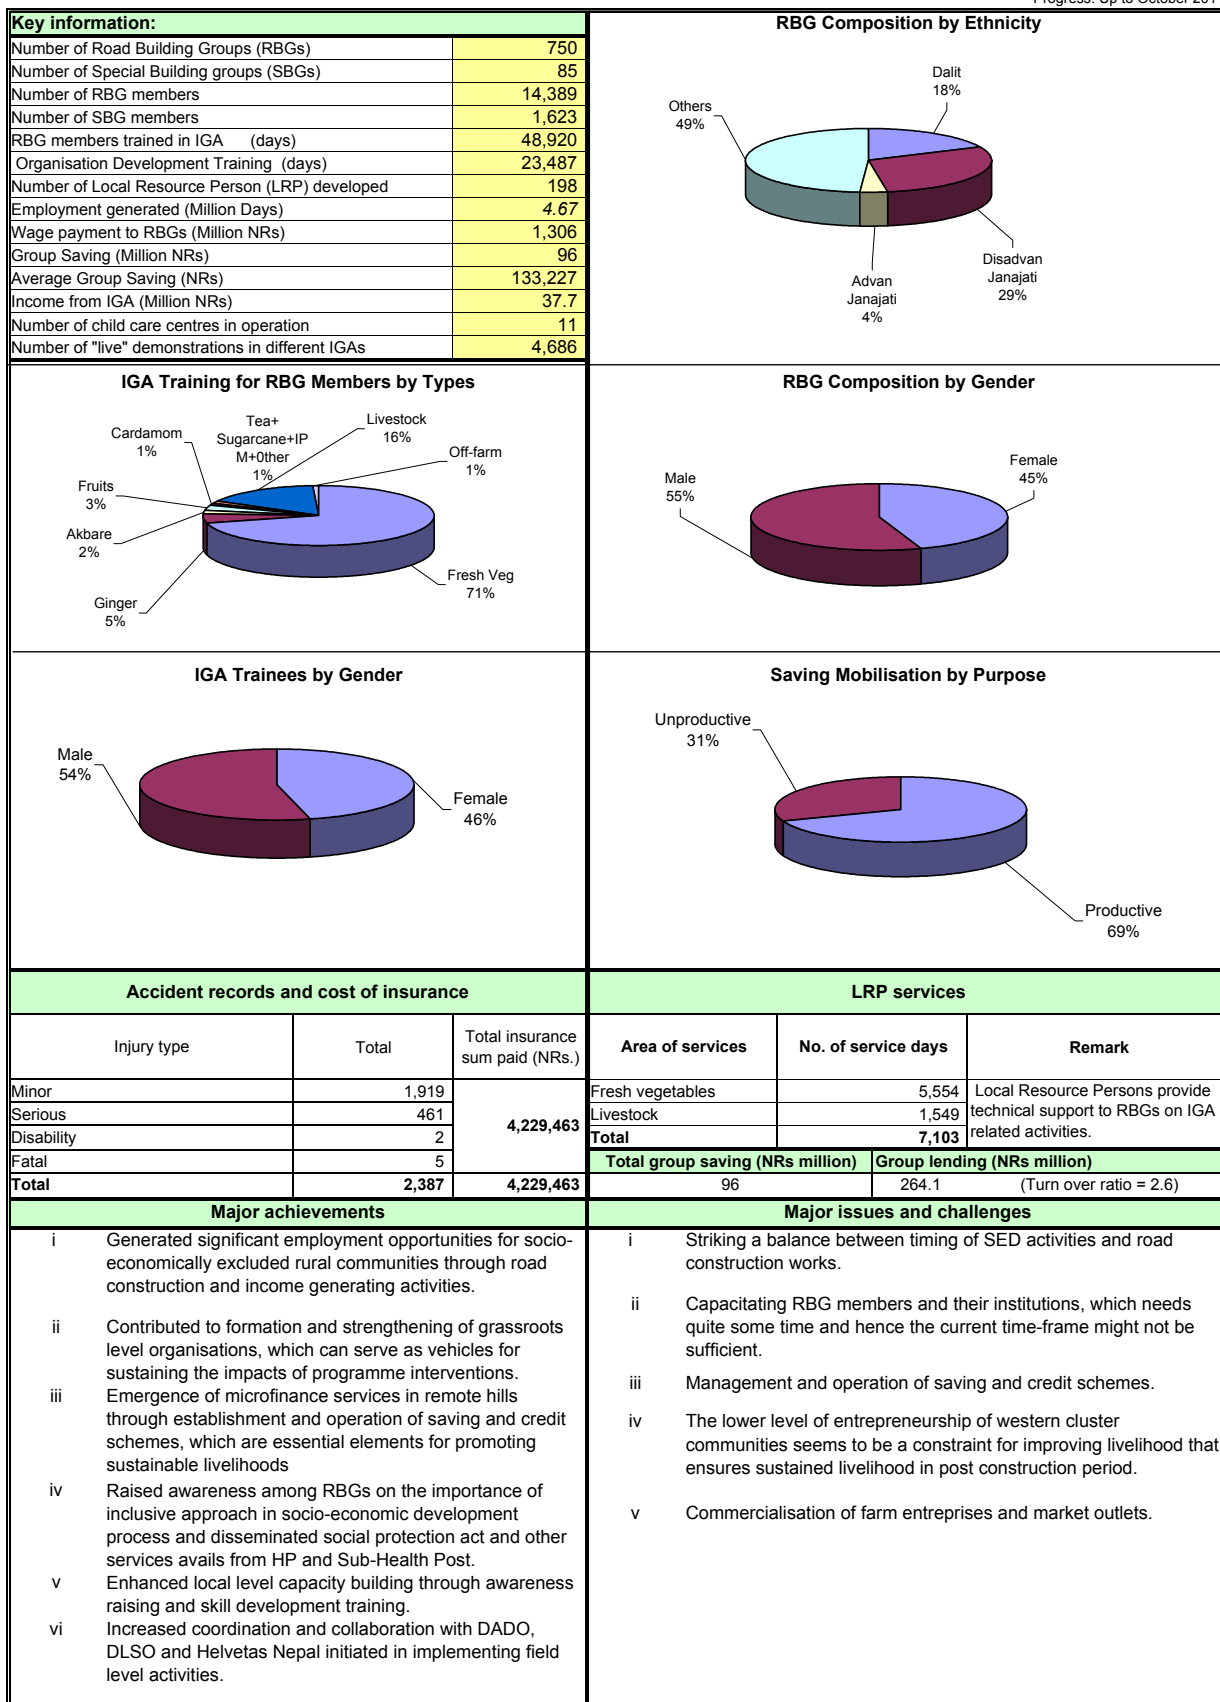 Progress: Up to October 201
Key information:
Number of Road Building Groups (RBGs) 750
Number of Special Building groups (SBGs) 85
Number of RBG members 14,389
Number of SBG members 1,623
RBG members trained in IGA (days) 48,920
Organisation Development Training (days) 23,487
Number of Local Resource Person (LRP) developed 198
Employment generated (Million Days) 4.67
Wage payment to RBGs (Million NRs) 1,306
Group Saving (Million NRs) 96
Average Group Saving (NRs) 133,227
Income from IGA (Million NRs) 37.7
Number of child care centres in operation 11
Number of "live" demonstrations in different IGAs 4,686
RBG Composition by Ethnicity
Dalit
18%
Others
49%
Disadvan
Janajati
29%
Advan
Janajati
4%
IGA Training for RBG Members by Types
Cardamom
1%
Tea+
Sugarcane+IP
M+0ther
1%
Livestock
16%
Off-farm
1%
Fruits
3%
Akbare
2%
Ginger
5%
Fresh Veg
71%
RBG Composition by Gender
Male
55%
Female
45%
IGA Trainees by Gender
Male
54%
Female
46%
Saving Mobilisation by Purpose
Unproductive
31%
Productive
69%
Accident records and cost of insurance
Injury type Total Total insurance
sum paid (NRs.)
Minor 1,919
Serious 461
4,229,463
Disability 2
Fatal 5
Total 2,387 4,229,463
LRP services
Area of services No. of service days Remark
Fresh vegetables 5,554 Local Resource Persons provide
Livestock 1,549 technical support to RBGs on IGA
Total 7,103 related activities.
Total group saving (NRs million) Group lending (NRs million)
96 264.1 (Turn over ratio = 2.6)
Major achievements
i Generated significant employment opportunities for socio-
economically excluded rural communities through road
construction and income generating activities.
ii Contributed to formation and strengthening of grassroots
level organisations, which can serve as vehicles for
sustaining the impacts of programme interventions.
iii Emergence of microfinance services in remote hills
through establishment and operation of saving and credit
schemes, which are essential elements for promoting
sustainable livelihoods
iv Raised awareness among RBGs on the importance of
inclusive approach in socio-economic development
process and disseminated social protection act and other
services avails from HP and Sub-Health Post.
v Enhanced local level capacity building through awareness
raising and skill development training.
vi Increased coordination and collaboration with DADO,
DLSO and Helvetas Nepal initiated in implementing field
level activities.
Major issues and challenges
i Striking a balance between timing of SED activities and road
construction works.
ii Capacitating RBG members and their institutions, which needs
quite some time and hence the current time-frame might not be
sufficient.
iii Management and operation of saving and credit schemes.
iv The lower level of entrepreneurship of western cluster
communities seems to be a constraint for improving livelihood that
ensures sustained livelihood in post construction period.
v Commercialisation of farm entreprises and market outlets.